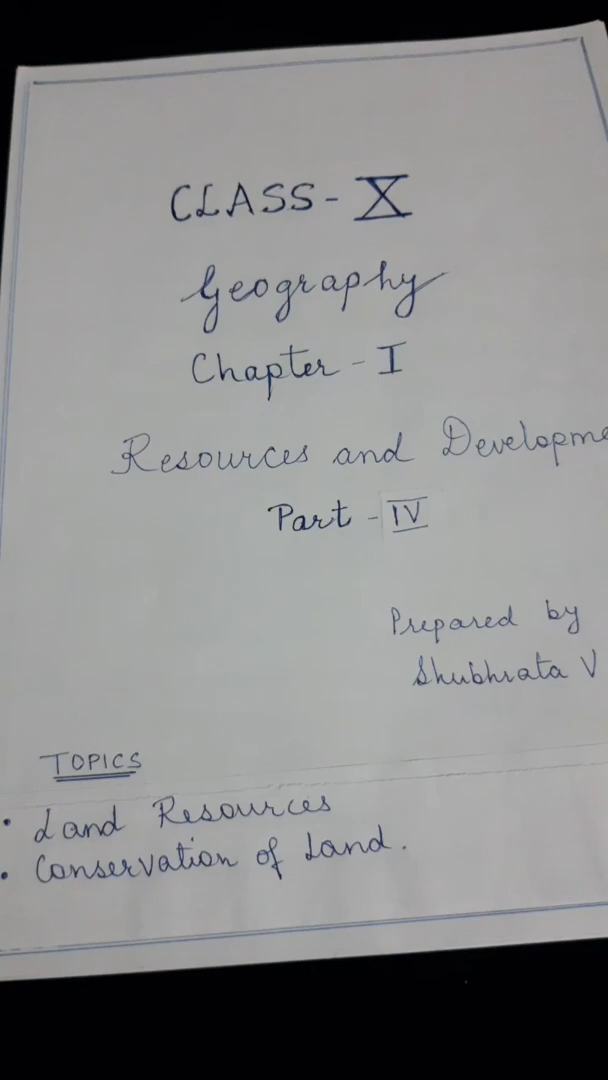 CLASS - X
Geography
Chapter - I
Resources and Developme
Part - IV
Prepared by
Shubhrata V
TOPICS
• Land Resources
• Conservation of Land.